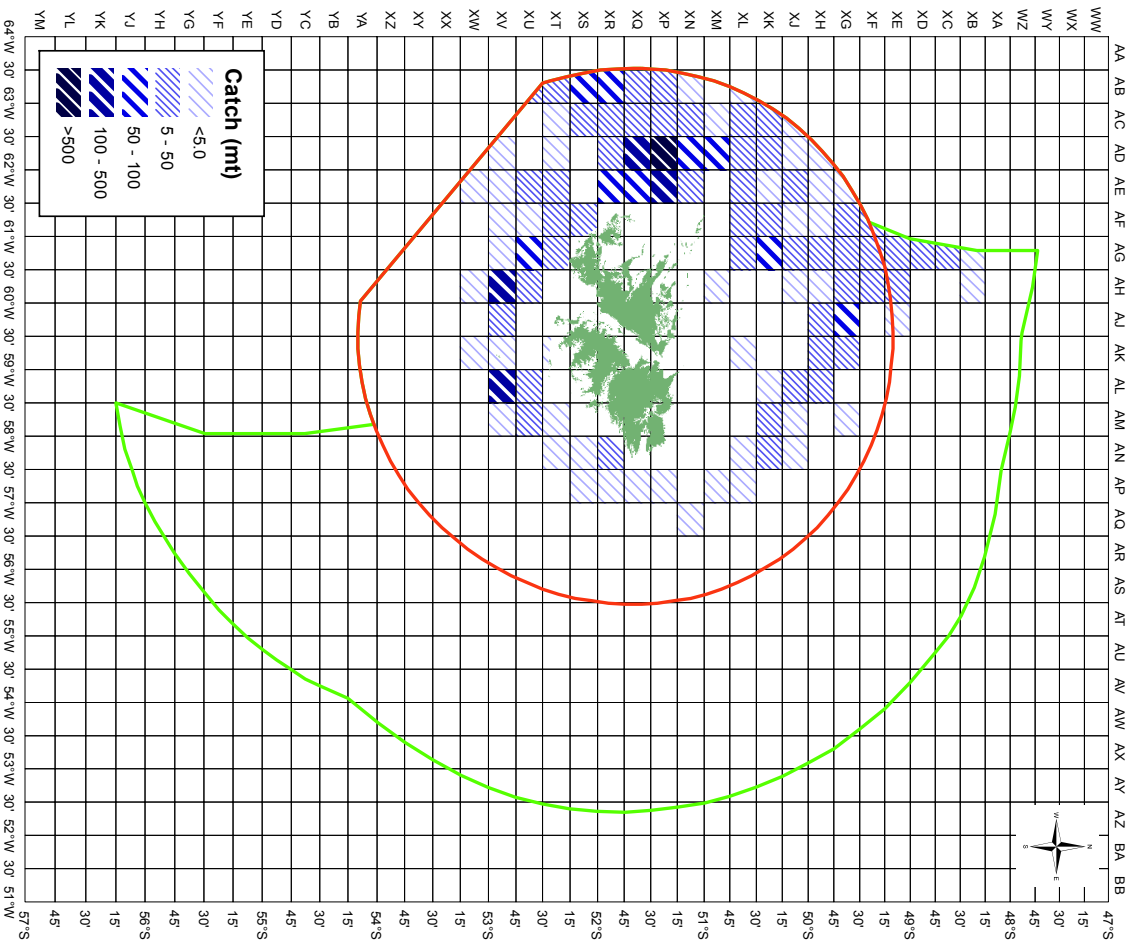 AA AB AC AD AE AF AG AH AJ AK AL AM AN AP AQ AR AS AT AU AV AW AX AY AZ BA BB
WW
WX
WY
WZ
XA
XB
XC
XD
XE
XF
XG
XH
XJ
XK
XL
XM
XN
XP
XQ
XR
XS
XT
XU
XV
XW
XX
XY
XZ
YA
YB
YC
YD
YE
YF
YG
YH
YJ
YK
YL
YM
47°S
15'
30'
45'
48°S
15'
30'
45'
49°S
15'
30'
45'
50°S
15'
30'
45'
51°S
15'
30'
45'
52°S
15'
30'
45'
53°S
15'
30'
45'
54°S
15'
30'
45'
55°S
15'
30'
45'
56°S
15'
30'
45'
57°S
N
W E
S
Catch (mt)
<5.0
5 - 50
50 - 100
100 - 500
>500
64°W 30' 63°W 30' 62°W 30' 61°W 30' 60°W 30' 59°W 30' 58°W 30' 57°W 30' 56°W 30' 55°W 30' 54°W 30' 53°W 30' 52°W 30' 51°W